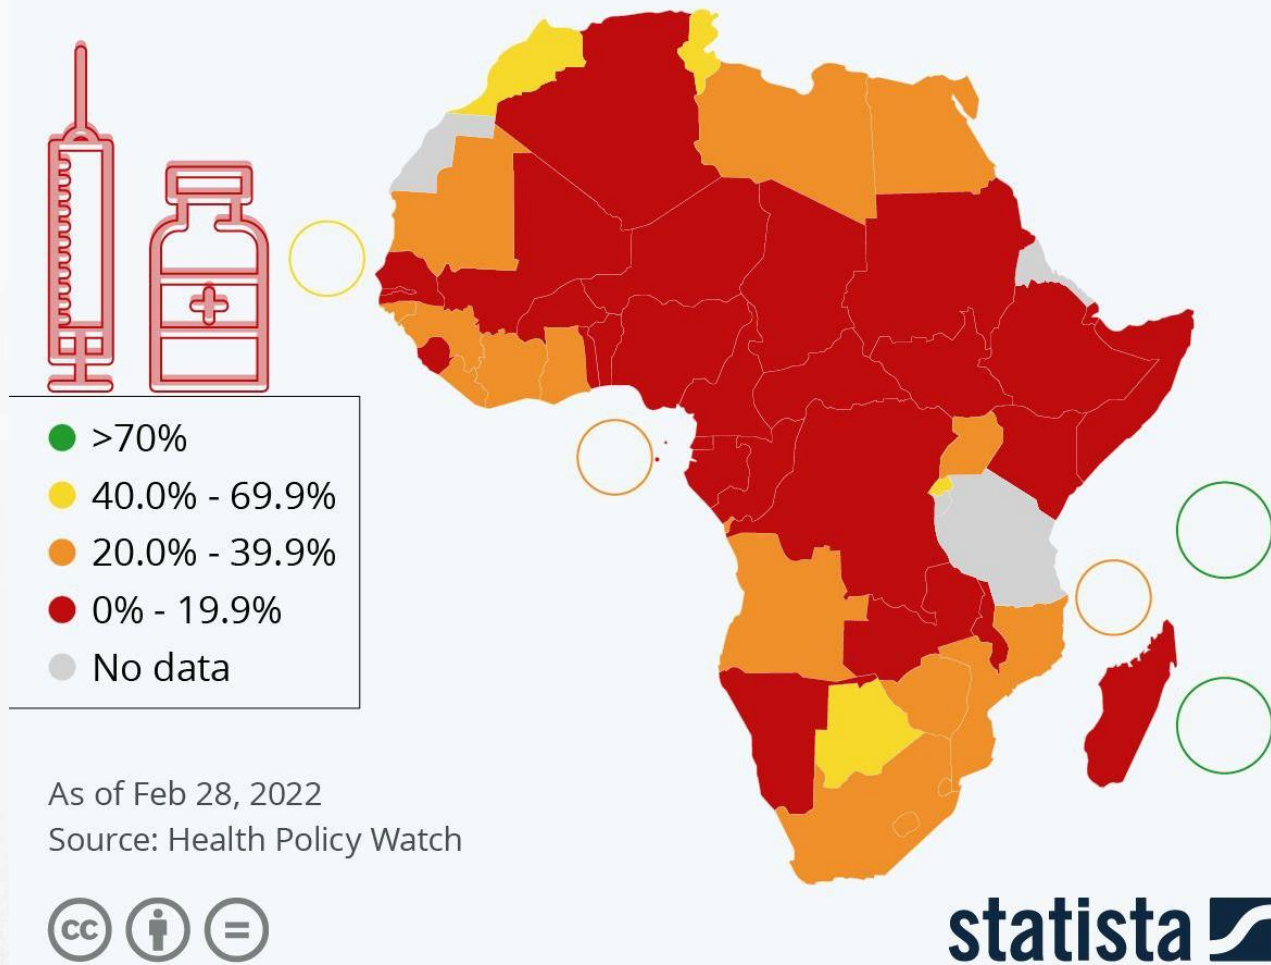 >70%
40.0% - 69.9%
20.0% - 39.9%
0% - 19.9%
No data
As of Feb 28, 2022
Source: Health Policy Watch
cc
statista